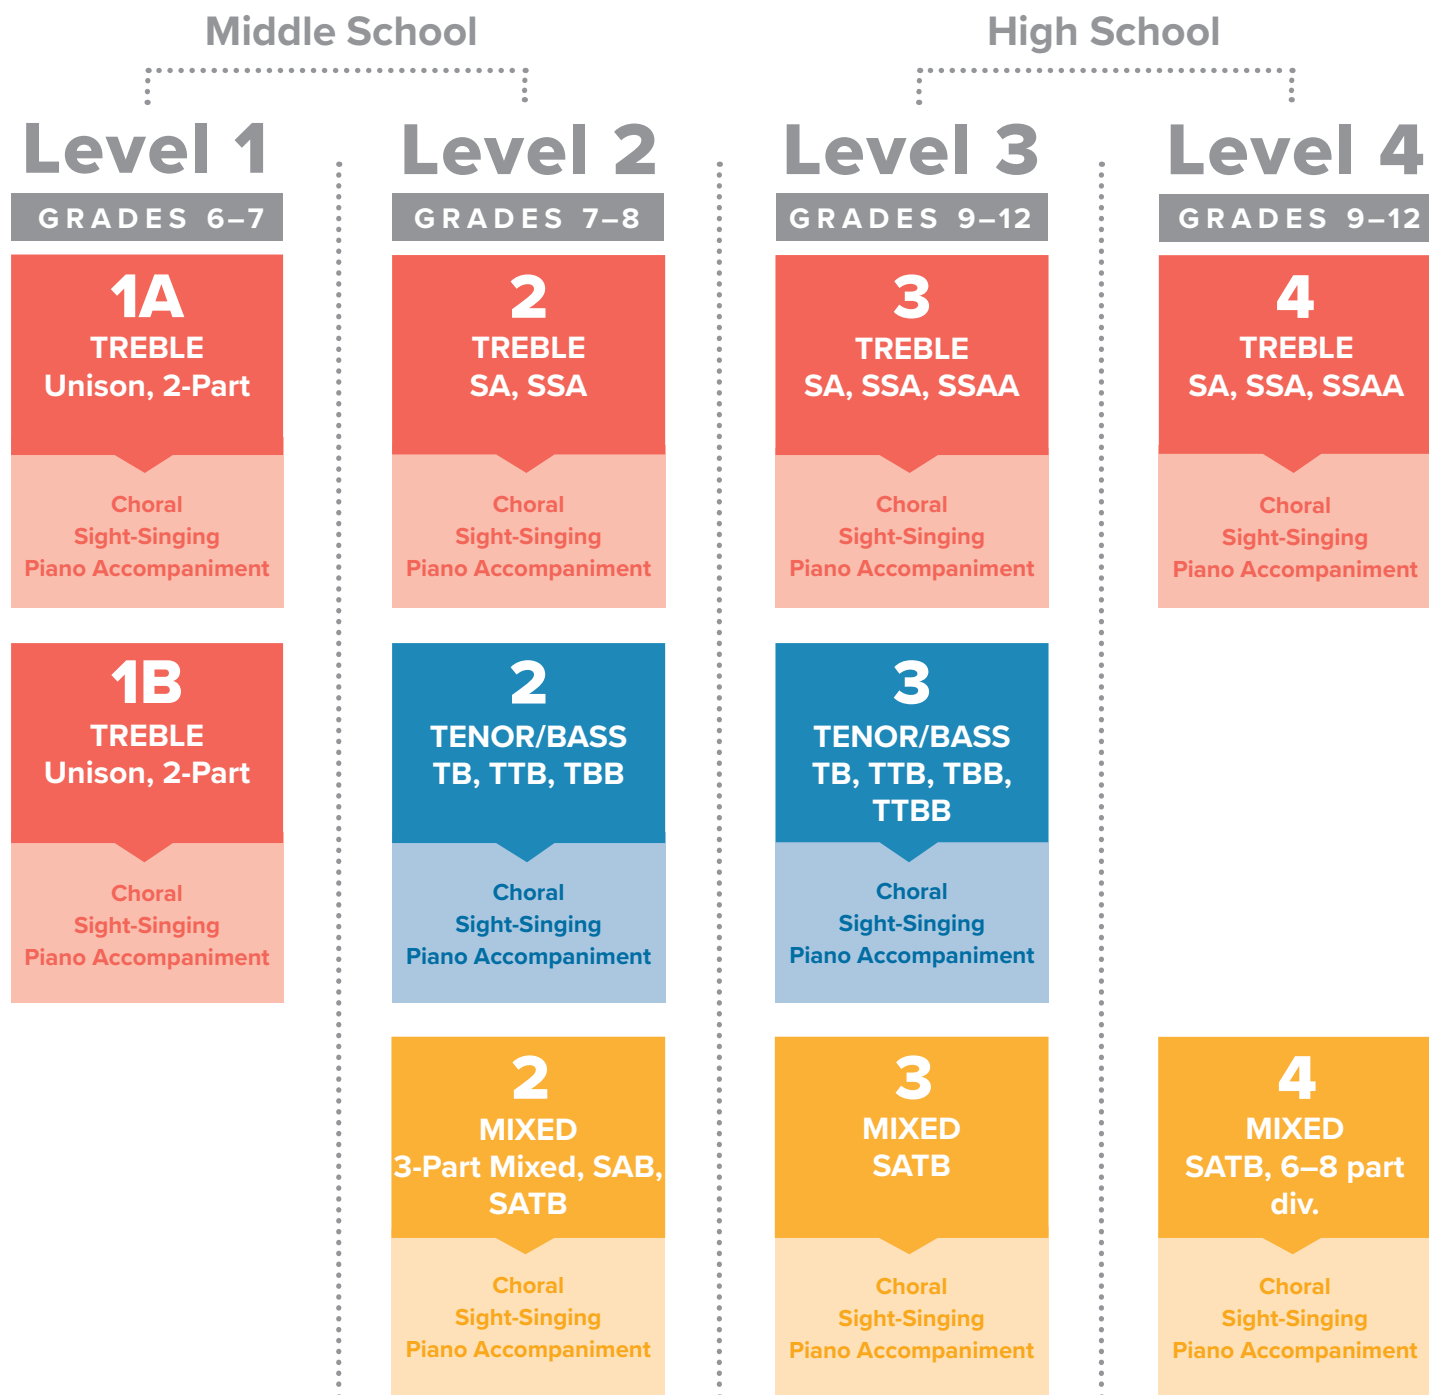 Middle School
High School
Level 1
Level 2
Level 3
Level 4
GRADES 6–7
GRADES 7–8
GRADES 9–12
GRADES 9–12
1A
TREBLE
Unison, 2-Part
Choral
Sight-Singing
Piano Accompaniment
2
TREBLE
SA, SSA
Choral
Sight-Singing
Piano Accompaniment
3
TREBLE
SA, SSA, SSAA
Choral
Sight-Singing
Piano Accompaniment
4
TREBLE
SA, SSA, SSAA
Choral
Sight-Singing
Piano Accompaniment
1B
TREBLE
Unison, 2-Part
Choral
Sight-Singing
Piano Accompaniment
2
TENOR/BASS
TB, TTB, TBB
Choral
Sight-Singing
Piano Accompaniment
3
TENOR/BASS
TB, TTB, TBB,
TTBB
Choral
Sight-Singing
Piano Accompaniment
2
MIXED
3-Part Mixed, SAB,
SATB
Choral
Sight-Singing
Piano Accompaniment
3
MIXED
SATB
Choral
Sight-Singing
Piano Accompaniment
4
MIXED
SATB, 6–8 part
div.
Choral
Sight-Singing
Piano Accompaniment